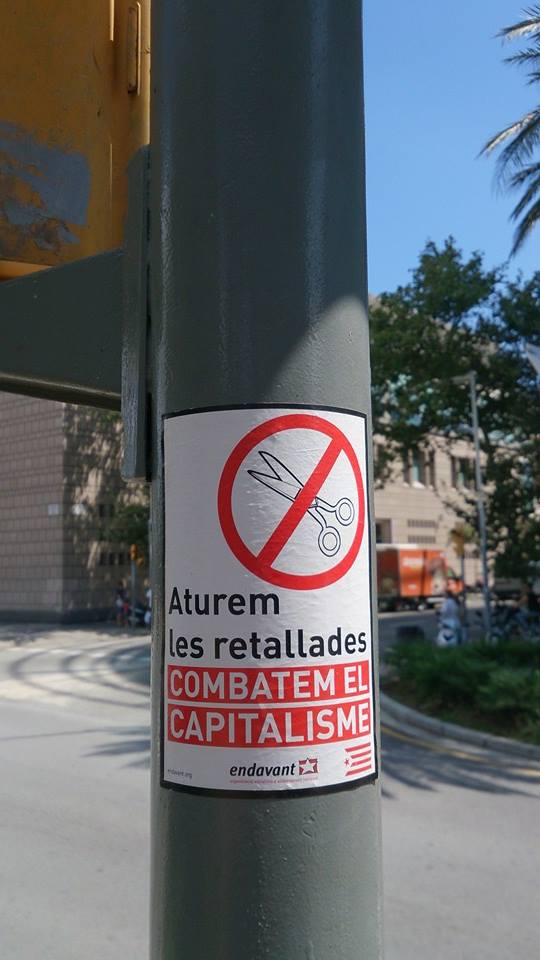 Aturem
les retallades
COMBATEM EL
CAPITALISME
endavant.org
endavant